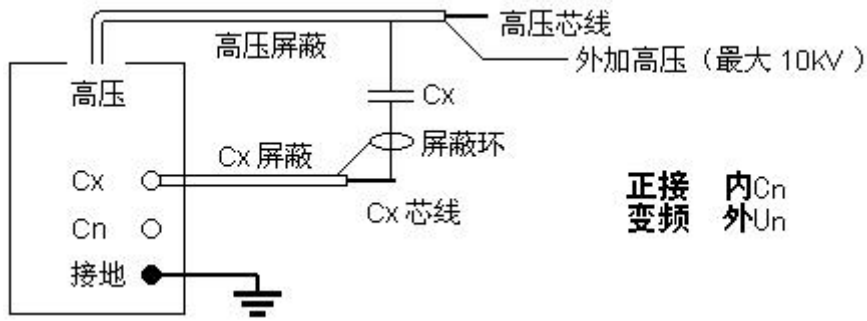 高压芯线
高压屏蔽
外加高压（最大 10KV ）
高压
Cx
Cx 屏蔽
屏蔽环
Cx
Cx 芯线
正接 内Cn
Cn
变频 外Un
接地